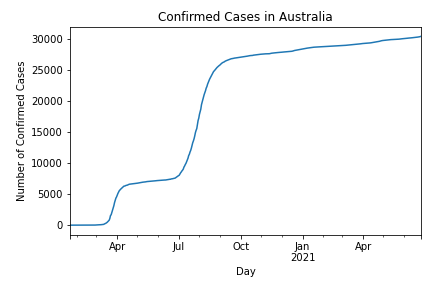 Confirmed Cases in Australia
30000
25000
20000
15000
10000
5000
0
Number of Confirmed Cases
Apr
Jul
Oct
Jan
2021
Apr
Day